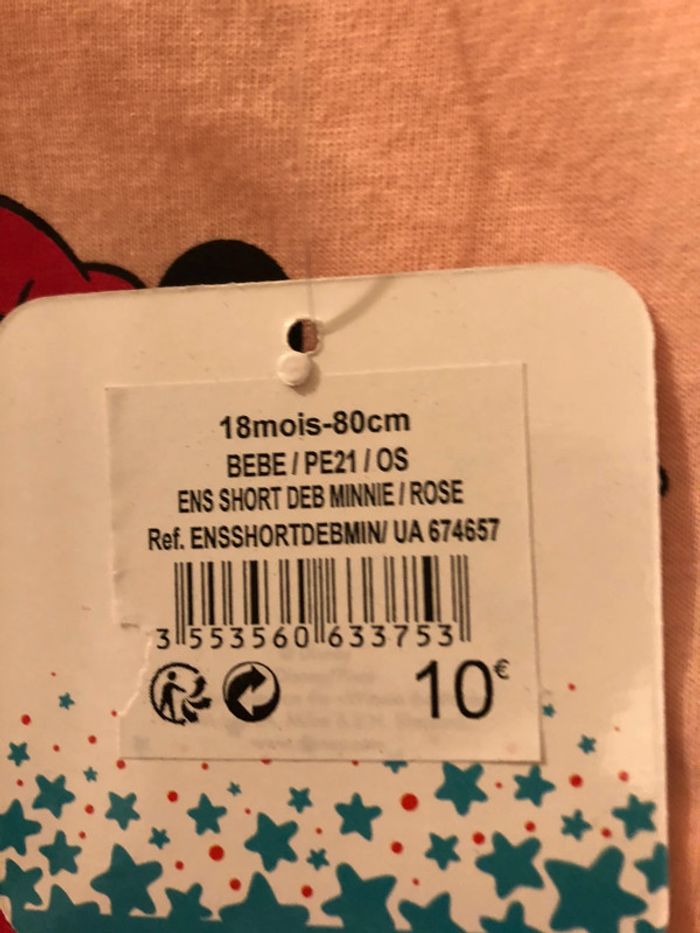 18mois-80cm
BEBE / PE21 / OS
ENS SHORT DEB MINNIE / ROSE
Ref. ENSSHORTDEBMIN/ UA 674657
3 553560 633753
10€